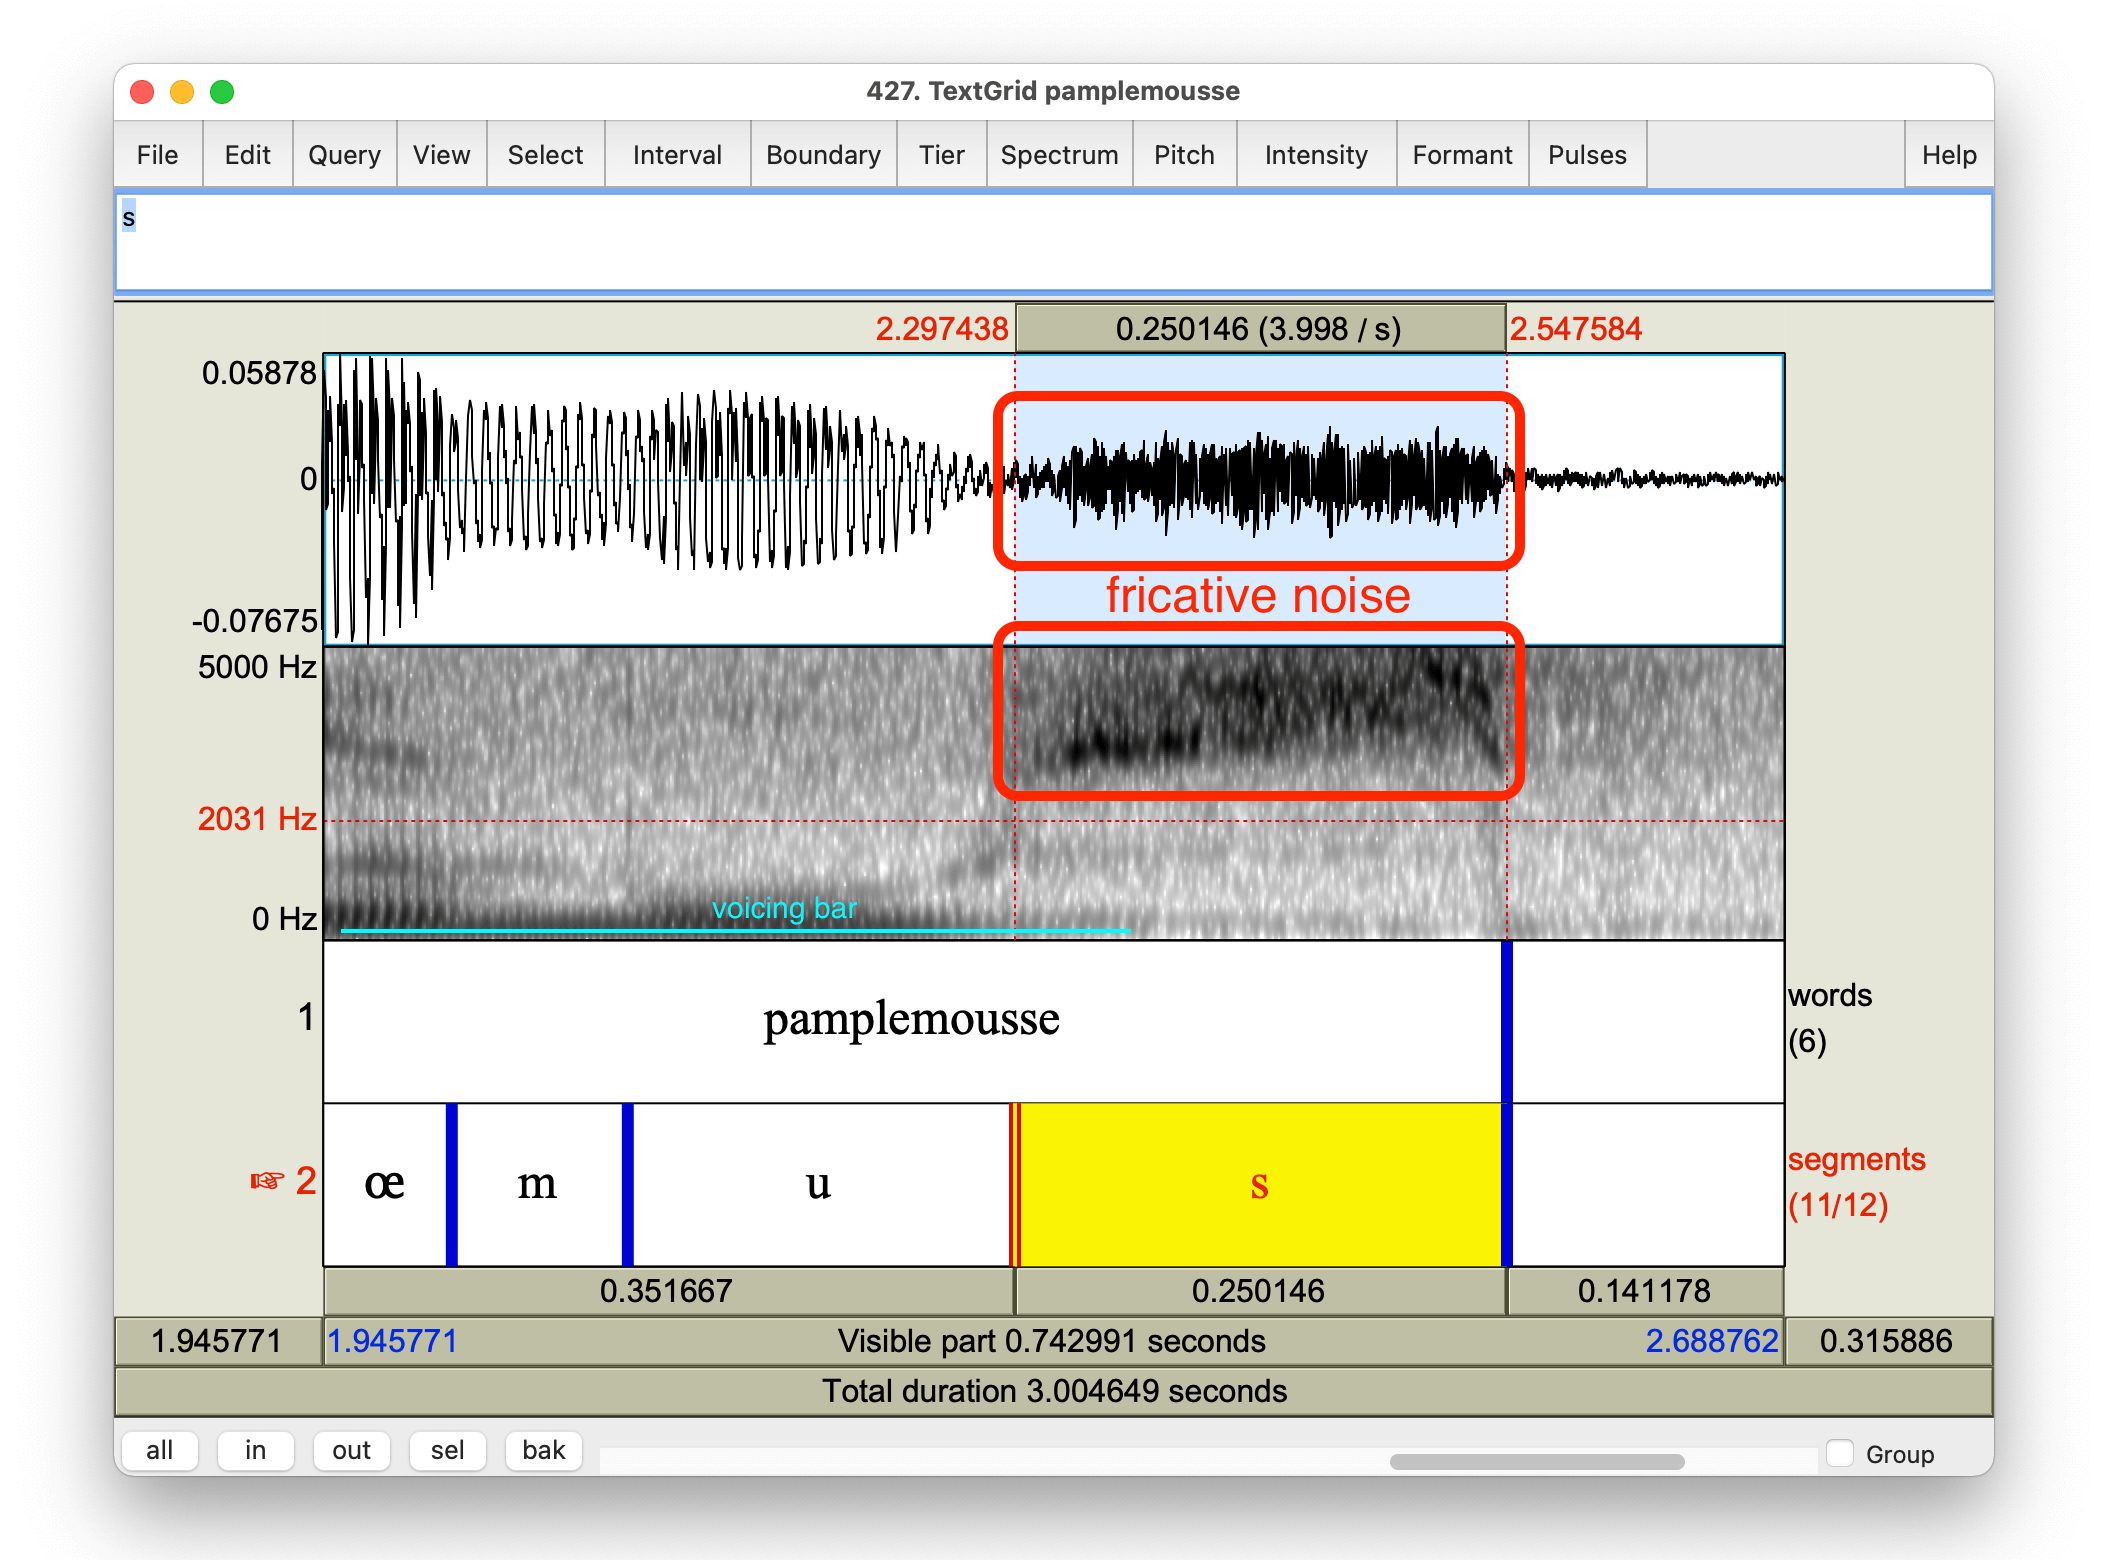 427. TextGrid pamplemousse
File Edit Query View Select Interval Boundary Tier Spectrum Pitch Intensity Formant Pulses Help
s
2.297438 0.250146 (3.998 / s) 2.547584
0.05878
0
-0.07675
fricative noise
5000 Hz
2031 Hz
voicing bar
0 Hz
1 pamplemousse words
(6)
☞ 2 œ m u s segments
(11/12)
0.351667 0.250146 0.141178
1.945771 1.945771 Visible part 0.742991 seconds 2.688762 0.315886
Total duration 3.004649 seconds
all in out sel bak Group